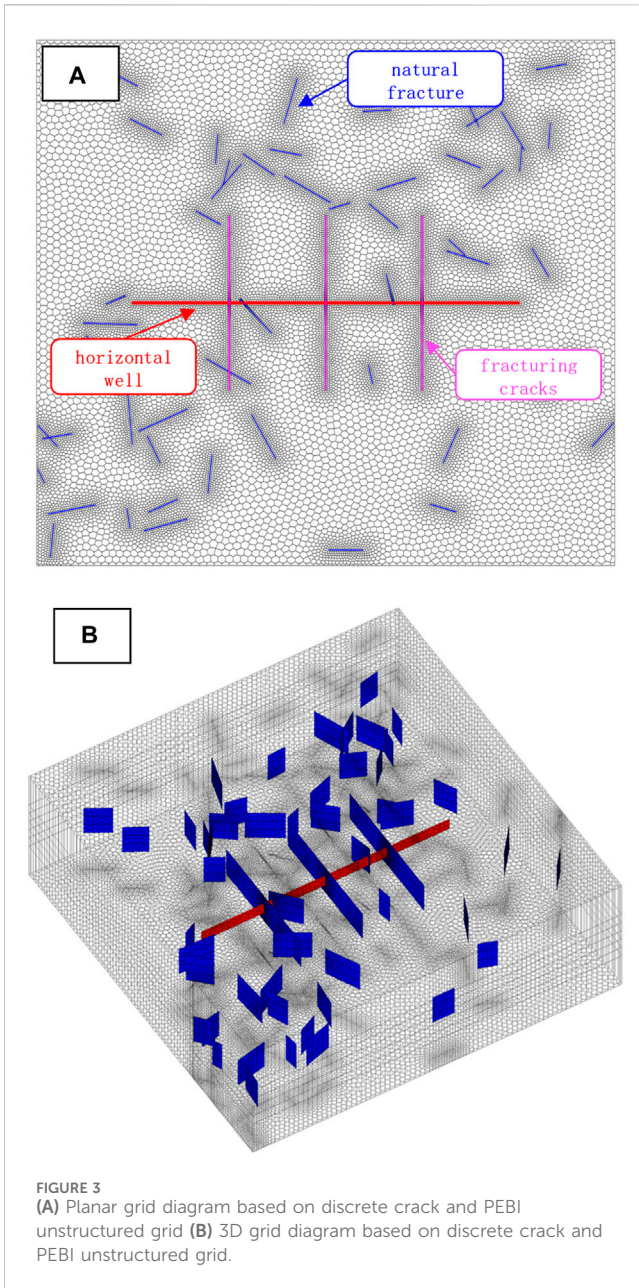 A
natural
fracture
horizontal
well
fracturing
cracks
B
FIGURE 3
(A) Planar grid diagram based on discrete crack and PEBI
unstructured grid (B) 3D grid diagram based on discrete crack and
PEBI unstructured grid.